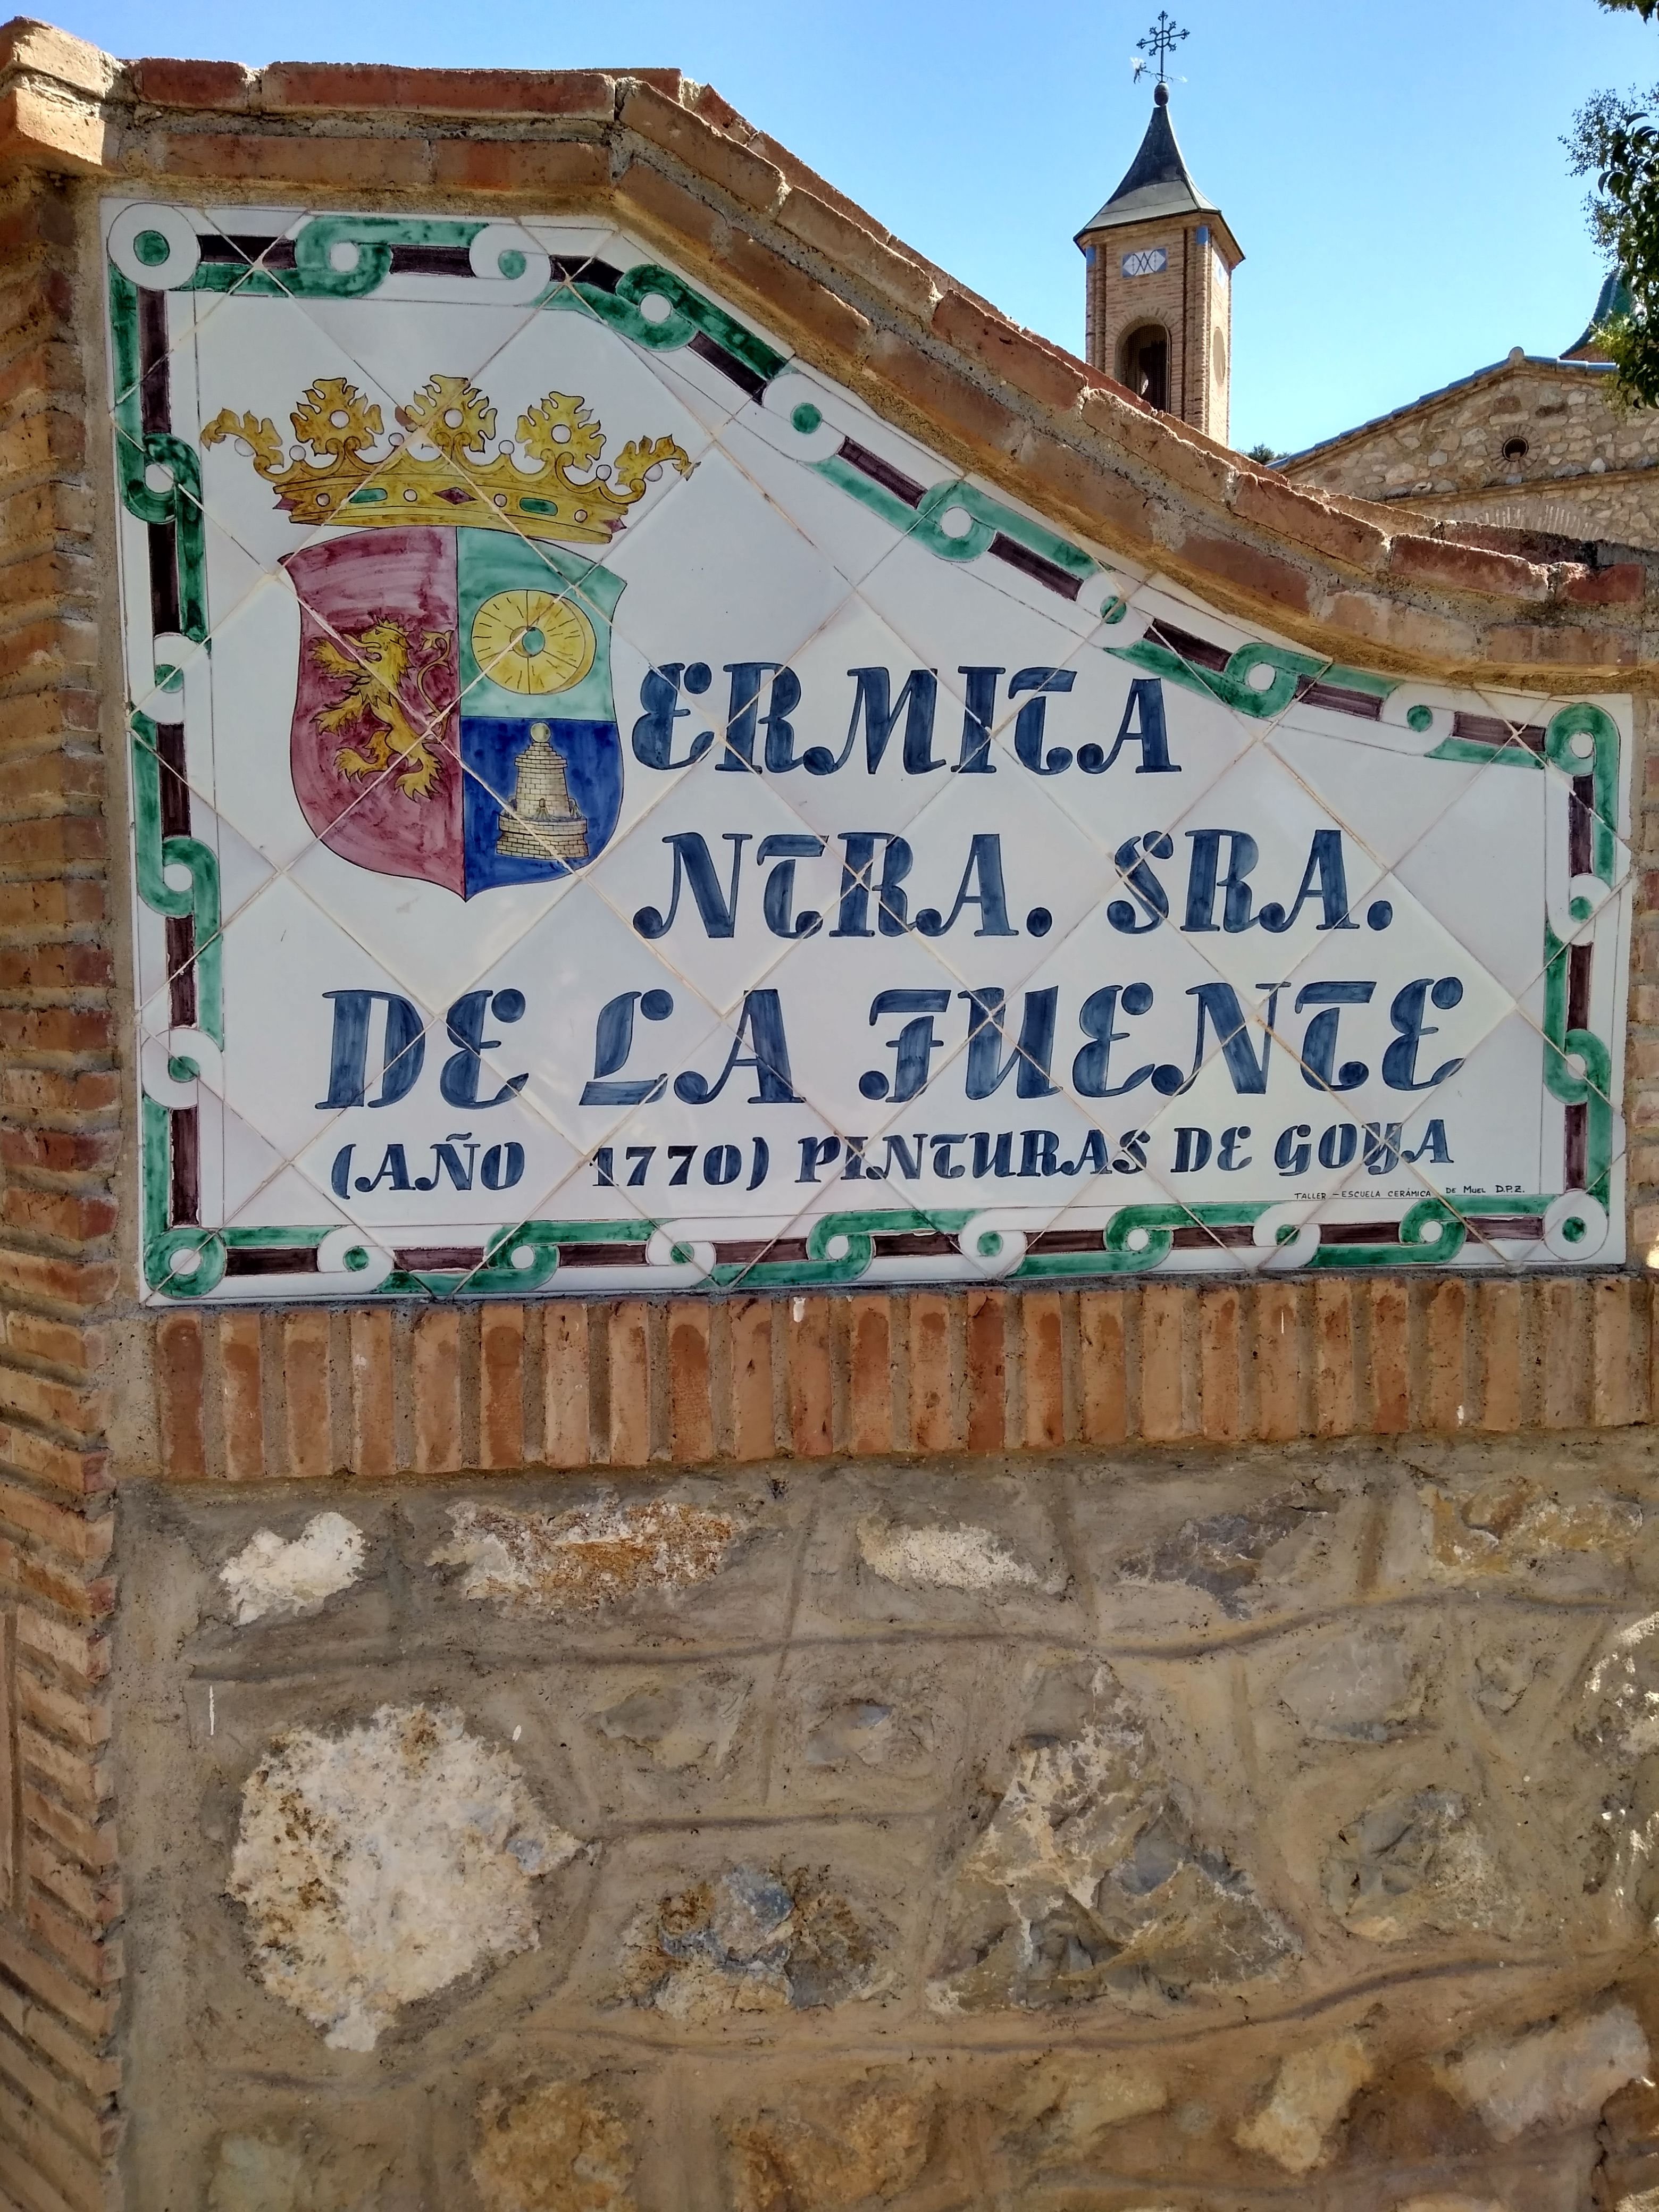 ERMITA
NTRA. SRA.
DE LA FUENTE
(AÑO 1770) PINTURAS DE GOYA
TALLER - ESCUELA CERÁMICA DE MUEL D.P.Z.